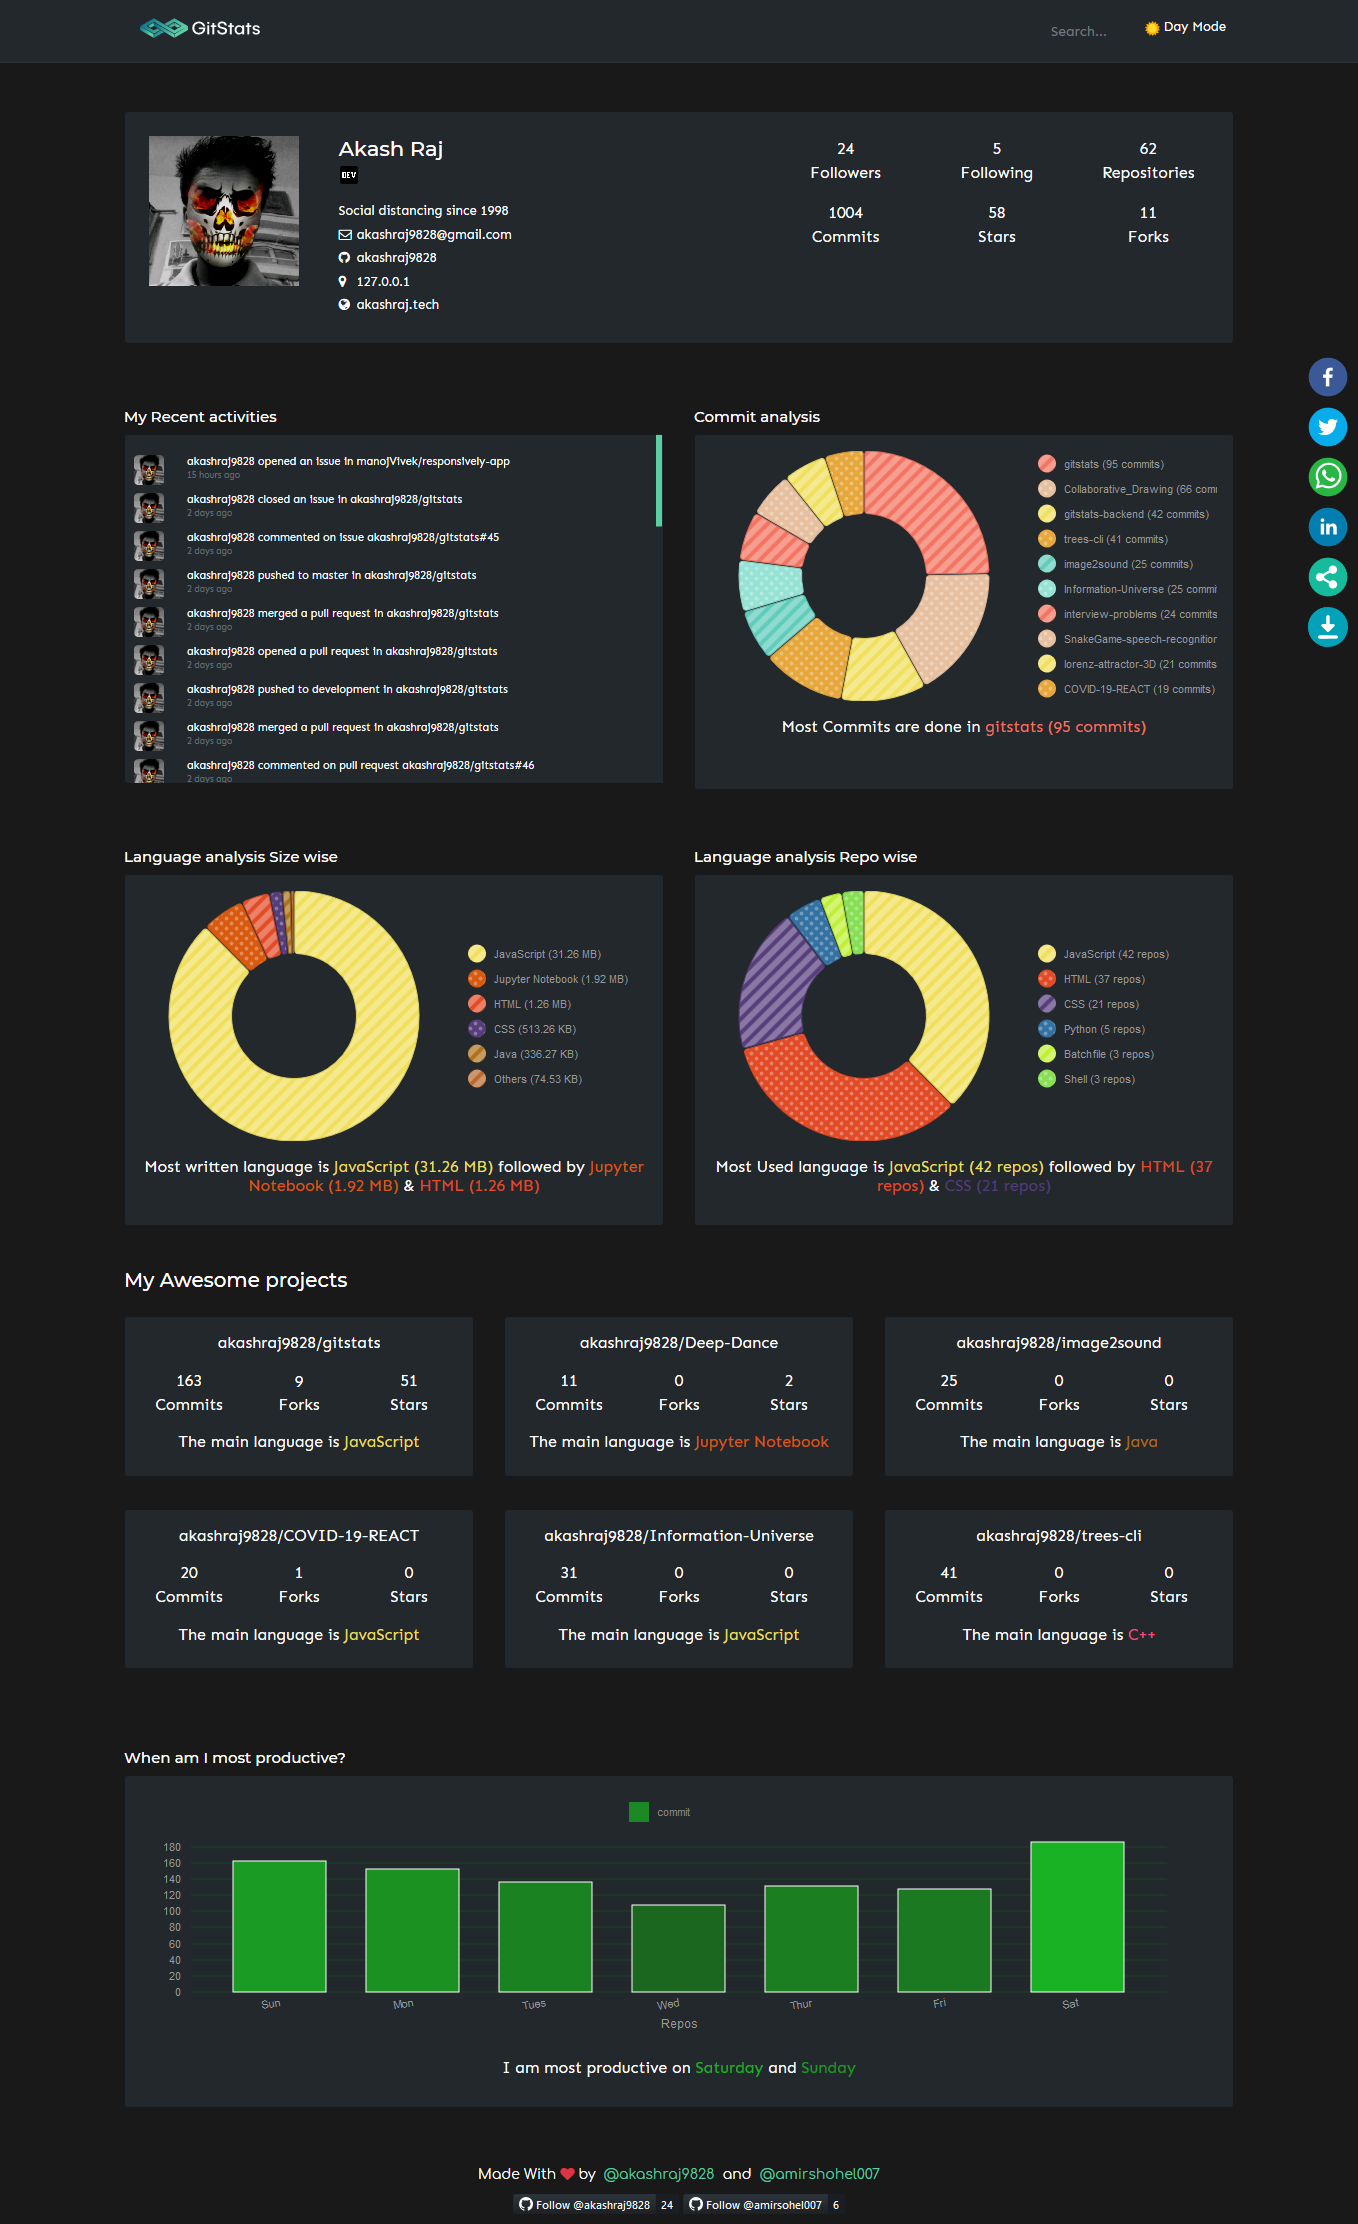 GitStats
Search...
Day Mode
Akash Raj
DEV
Social distancing since 1998
akashraj9828@gmail.com
akashraj9828
127.0.0.1
akashraj.tech
24 Followers
5 Following
62 Repositories
1004 Commits
58 Stars
11 Forks
My Recent activities
akashraj9828 opened an issue in manojVivek/responsively-app
15 hours ago
akashraj9828 closed an issue in akashraj9828/gitstats
2 days ago
akashraj9828 commented on issue akashraj9828/gitstats#45
2 days ago
akashraj9828 pushed to master in akashraj9828/gitstats
2 days ago
akashraj9828 merged a pull request in akashraj9828/gitstats
2 days ago
akashraj9828 opened a pull request in akashraj9828/gitstats
2 days ago
akashraj9828 pushed to development in akashraj9828/gitstats
2 days ago
akashraj9828 merged a pull request in akashraj9828/gitstats
2 days ago
akashraj9828 commented on pull request akashraj9828/gitstats#46
2 days ago
Commit analysis
gitstats (95 commits)
Collaborative_Drawing (66 com
gitstats-backend (42 commits)
trees-cli (41 commits)
image2sound (25 commits)
Information-Universe (25 commi
interview-problems (24 commits
SnakeGame-speech-recognition
lorenz-attractor-3D (21 commits
COVID-19-REACT (19 commits)
Most Commits are done in gitstats (95 commits)
Language analysis Size wise
JavaScript (31.26 MB)
Jupyter Notebook (1.92 MB)
HTML (1.26 MB)
CSS (513.26 KB)
Java (336.27 KB)
Others (74.53 KB)
Most written language is JavaScript (31.26 MB) followed by Jupyter
Notebook (1.92 MB) & HTML (1.26 MB)
Language analysis Repo wise
JavaScript (42 repos)
HTML (37 repos)
CSS (21 repos)
Python (5 repos)
Batchfile (3 repos)
Shell (3 repos)
Most Used language is JavaScript (42 repos) followed by HTML (37
repos) & CSS (21 repos)
My Awesome projects
akashraj9828/gitstats
163 9 51
Commits Forks Stars
The main language is JavaScript
akashraj9828/Deep-Dance
11 0 2
Commits Forks Stars
The main language is Jupyter Notebook
akashraj9828/image2sound
25 0 0
Commits Forks Stars
The main language is Java
akashraj9828/COVID-19-REACT
20 1 0
Commits Forks Stars
The main language is JavaScript
akashraj9828/Information-Universe
31 0 0
Commits Forks Stars
The main language is JavaScript
akashraj9828/trees-cli
41 0 0
Commits Forks Stars
The main language is C++
When am I most productive?
commit
180
160
140
120
100
80
60
40
20
0
Sun Mon Tues Wed Thur Fri Sat
Repos
I am most productive on Saturday and Sunday
Made With by @akashraj9828 and @amirshohel007
Follow @akashraj9828 24 Follow @amirsohel007 6